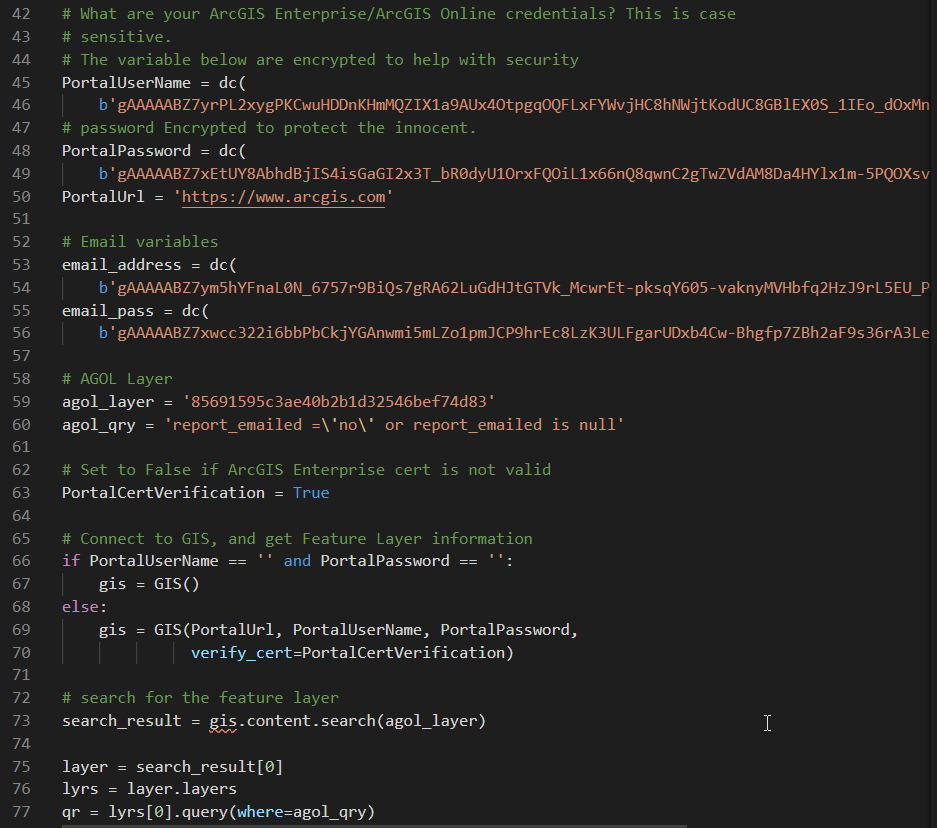 42 # What are your ArcGIS Enterprise/ArcGIS Online credentials? This is case
43 # sensitive.
44 # The variable below are encrypted to help with security
45 PortalUserName = dc(
46     b'gAAAAABZ7yrPL2xygPKCwuHDDnKHmMQZIX1a9AUx4OtpgqOQFLxFYWvjHC8hNWjtKodUC8GBlEX0S_1IEo_dOxMn
47 # password Encrypted to protect the innocent.
48 PortalPassword = dc(
49     b'gAAAAABZ7xEtUY8AbhdBjIS4isGaGI2x3T_bR0dyU1OrxFQOiL1x66nQ8qwnC2gTwZVdAM8Da4HYlx1m-5PQOXsv
50 PortalUrl = 'https://www.arcgis.com'
51
52 # Email variables
53 email_address = dc(
54     b'gAAAAABZ7ym5hYFnaL0N_6757r9BiQs7gRA62LuGdHJtGTVk_McwrEt-pksqY605-vaknyMVHbfq2HzJ9rL5EU_P
55 email_pass = dc(
56     b'gAAAAABZ7xwcc322i6bbPbCkjYGAnwmi5mLZo1pmJCP9hrEc8LzK3ULFgarUDxb4Cw-Bhgfp7ZBh2aF9s36rA3Le
57
58 # AGOL Layer
59 agol_layer = '85691595c3ae40b2b1d32546bef74d83'
60 agol_qry = 'report_emailed =\'no\' or report_emailed is null'
61
62 # Set to False if ArcGIS Enterprise cert is not valid
63 PortalCertVerification = True
64
65 # Connect to GIS, and get Feature Layer information
66 if PortalUserName == '' and PortalPassword == '':
67     gis = GIS()
68 else:
69     gis = GIS(PortalUrl, PortalUserName, PortalPassword,
70               verify_cert=PortalCertVerification)
71
72 # search for the feature layer
73 search_result = gis.content.search(agol_layer)
74
75 layer = search_result[0]
76 lyrs = layer.layers
77 qr = lyrs[0].query(where=agol_qry)